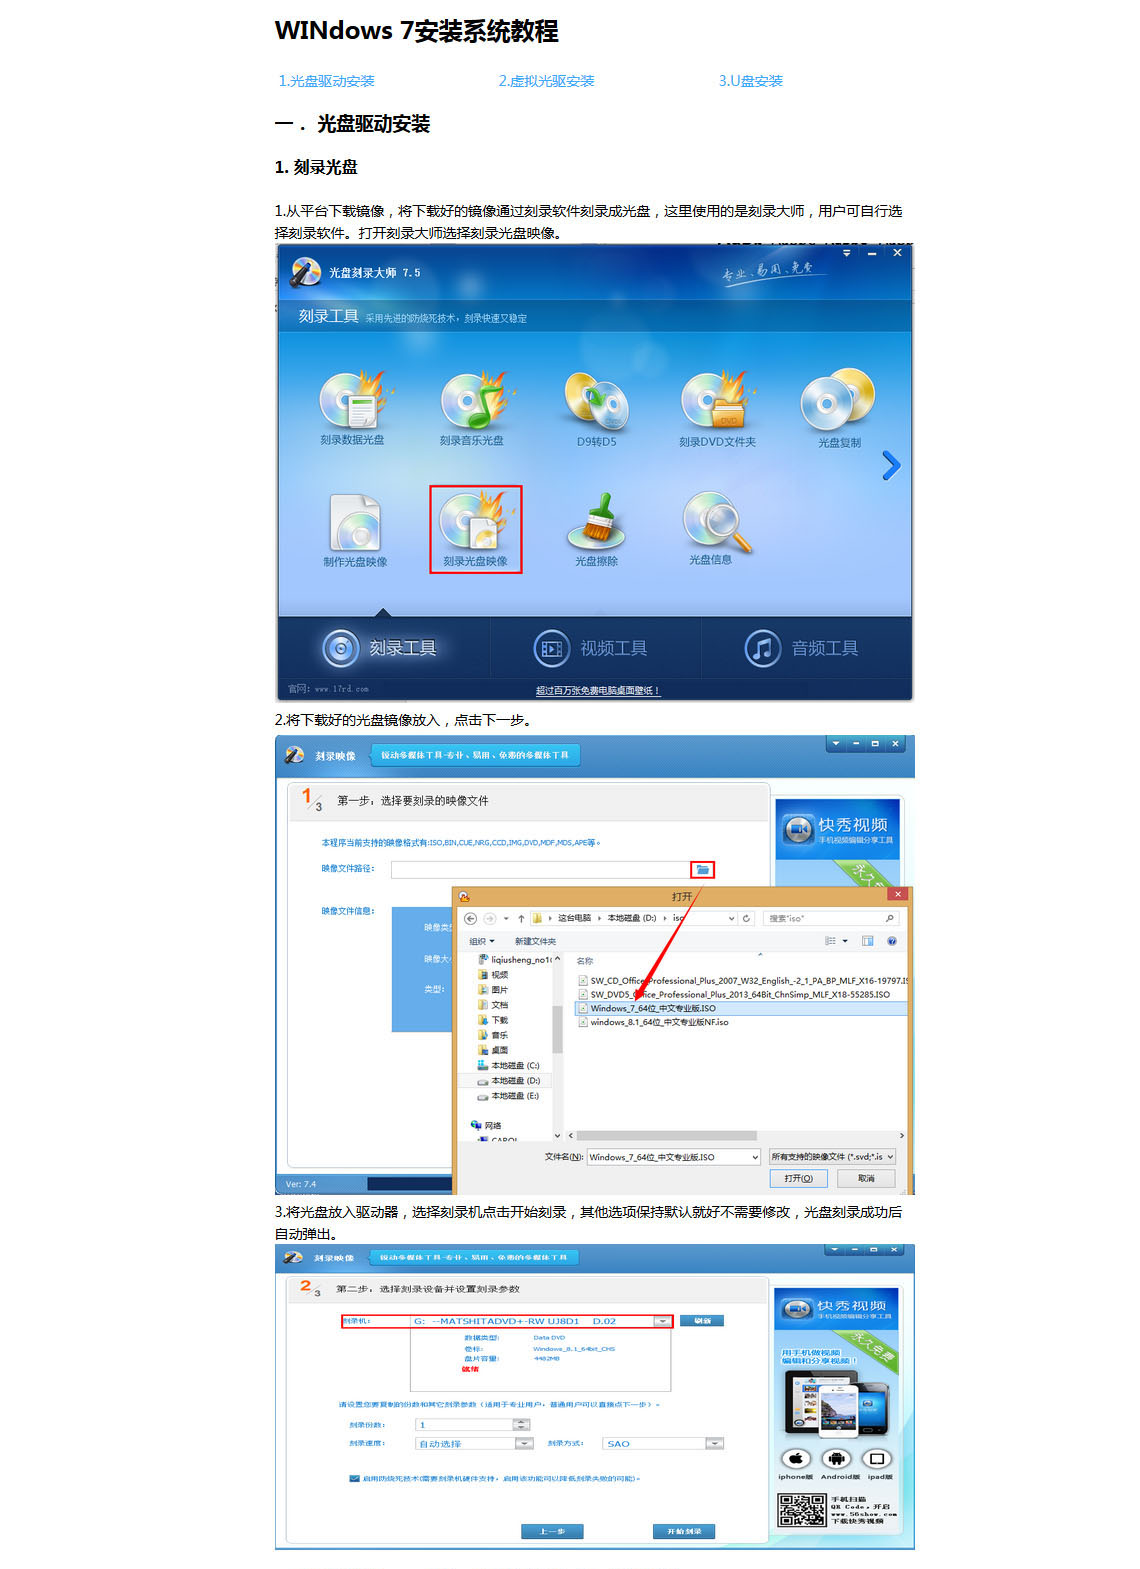 WINdows 7安装系统教程
1.光盘驱动安装
2.虚拟光驱安装
3.U盘安装
一． 光盘驱动安装
1. 刻录光盘
1.从平台下载镜像，将下载好的镜像通过刻录软件刻录成光盘，这里使用的是刻录大师，用户可自行选
择刻录软件。打开刻录大师选择刻录光盘映像。
光盘刻录大师 7.5
专业、易用、免费
刻录工具 采用先进的防烧死技术，刻录快速又稳定
刻录数据光盘
刻录音乐光盘
D9转D5
刻录DVD文件夹
光盘复制
制作光盘映像
刻录光盘映像
光盘擦除
光盘信息
刻录工具
视频工具
音频工具
官网：www.17rd.com
超过百万张免费电脑桌面壁纸！
2.将下载好的光盘镜像放入，点击下一步。
刻录映像
锐动多媒体工具-专业、易用、免费的多媒体工具
1/3 第一步：选择要刻录的映像文件
本程序当前支持的映像格式有:ISO,BIN,CUE,NRG,CCD,IMG,DVD,MDF,MDS,APE等。
映像文件路径：
映像文件信息：
映像类
映像大
类型：
快秀视频
手机视频编辑分享工具
永久免
打开
这台电脑 本地磁盘 (D:) iso
搜索"iso"
组织
新建文件夹
名称
liqiusheng_no1
视频
图片
文档
下载
音乐
桌面
本地磁盘 (C:)
本地磁盘 (D:)
本地磁盘 (E:)
网络
CAROL
SW_CD_Office_Professional_Plus_2007_W32_English_-2_1_PA_BP_MLF_X16-19797.IS
SW_DVD5_Office_Professional_Plus_2013_64Bit_ChnSimp_MLF_X18-55285.ISO
Windows_7_64位_中文专业版.ISO
windows_8.1_64位_中文专业版NF.iso
文件名(N):
Windows_7_64位_中文专业版.ISO
所有支持的映像文件 (*.svd;*.is
打开(O)
取消
Ver: 7.4
3.将光盘放入驱动器，选择刻录机点击开始刻录，其他选项保持默认就好不需要修改，光盘刻录成功后
自动弹出。
刻录映像
锐动多媒体工具-专业、易用、免费的多媒体工具
2/3 第二步：选择刻录设备并设置刻录参数
刻录机：
G: --MATSHITADVD+-RW UJ8D1 D.02
刷新
数据类型： Data DVD
卷标： Windows_8.1_64bit_CHS
盘片容量： 4482MB
就绪
请设置您要复制的份数和其它刻录参数（适用于专业用户，普通用户可以直接点下一步）。
刻录份数： 1
刻录速度： 自动选择
刻录方式： SAO
启用防烧死技术(需要刻录机硬件支持，启用该功能可以降低刻录失败的可能)。
上一步
开始刻录
快秀视频
手机视频编辑分享工具
永久免费
用手机做视频
编辑和分享视频！！
iphone版
Android版
ipad版
手机扫描
QR Code，开启
www.56show.com
下载快秀视频